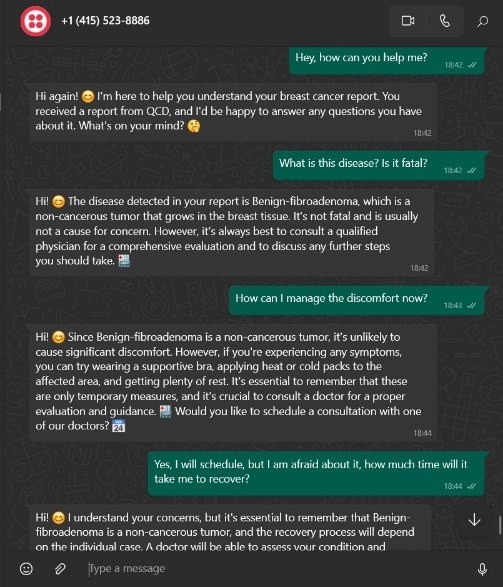 +1 (415) 523-8886
Hey, how can you help me?
18:42
Hi again! 😊 I'm here to help you understand your breast cancer report. You
received a report from QCD, and I'd be happy to answer any questions you have
about it. What's on your mind? 🤔
18:42
What is this disease? Is it fatal?
18:42
Hi! 😊 The disease detected in your report is Benign-fibroadenoma, which is a
non-cancerous tumor that grows in the breast tissue. It's not fatal and is usually
not a cause for concern. However, it's always best to consult a qualified
physician for a comprehensive evaluation and to discuss any further steps
you should take. 🏥
18:42
How can I manage the discomfort now?
18:43
Hi! 😊 Since Benign-fibroadenoma is a non-cancerous tumor, it's unlikely to
cause significant discomfort. However, if you're experiencing any symptoms,
you can try wearing a supportive bra, applying heat or cold packs to the
affected area, and getting plenty of rest. It's essential to remember that these
are only temporary measures, and it's crucial to consult a doctor for a proper
evaluation and guidance. 🏥 Would you like to schedule a consultation with one
of our doctors? 📅
18:44
Yes, I will schedule, but I am afraid about it, how much time will it
take me to recover?
18:44
Hi! 😊 I understand your concerns, but it's essential to remember that Benign-
fibroadenoma is a non-cancerous tumor, and the recovery process will depend
on the individual case. A doctor will be able to assess your condition and
Type a message